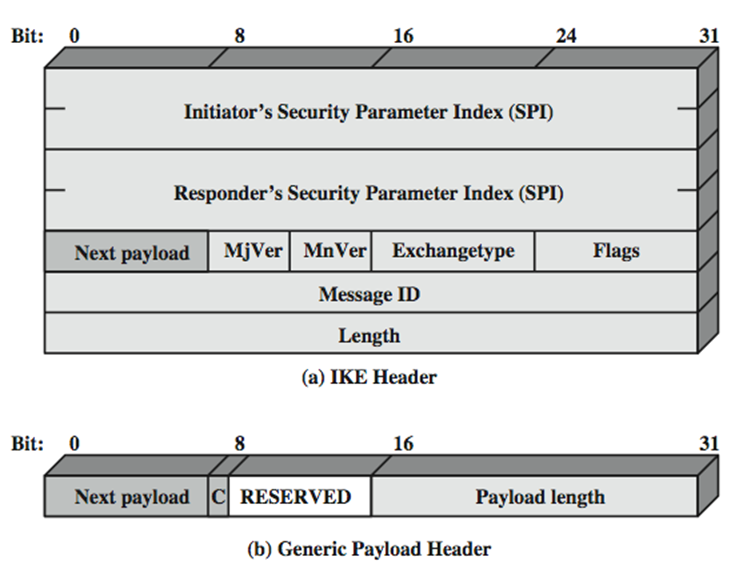 Bit: 0 8 16 24 31
Initiator's Security Parameter Index (SPI)
Responder's Security Parameter Index (SPI)
Next payload MjVer MnVer Exchangetype Flags
Message ID
Length
(a) IKE Header
Bit: 0 8 16 31
Next payload C RESERVED Payload length
(b) Generic Payload Header